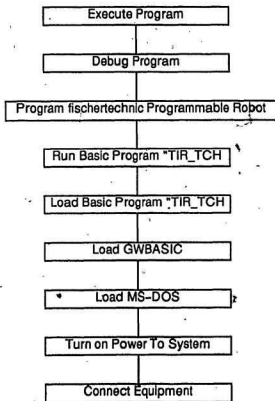 Execute Program
Debug Program
Program fischertechnic Programmable Robot
Run Basic Program "TIR_TCH
Load Basic Program "TIR_TCH
Load GWBASIC
Load MS-DOS
Turn on Power To System
Connect Equipment